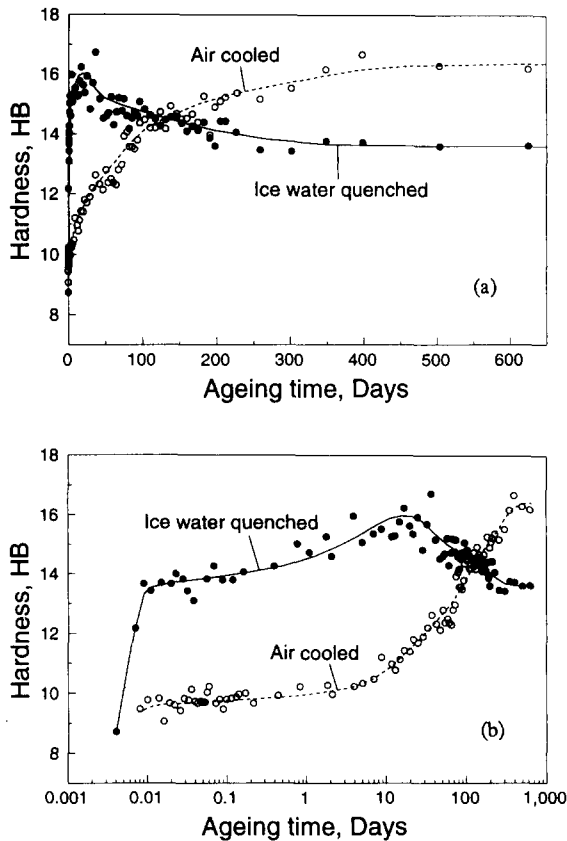 18
16
14
12
10
8
Hardness, HB
Air cooled
Ice water quenched
(a)
0 100 200 300 400 500 600
Ageing time, Days
18
16
14
12
10
8
Hardness, HB
Ice water quenched
Air cooled
(b)
0.001 0.01 0.1 1 10 100 1,000
Ageing time, Days